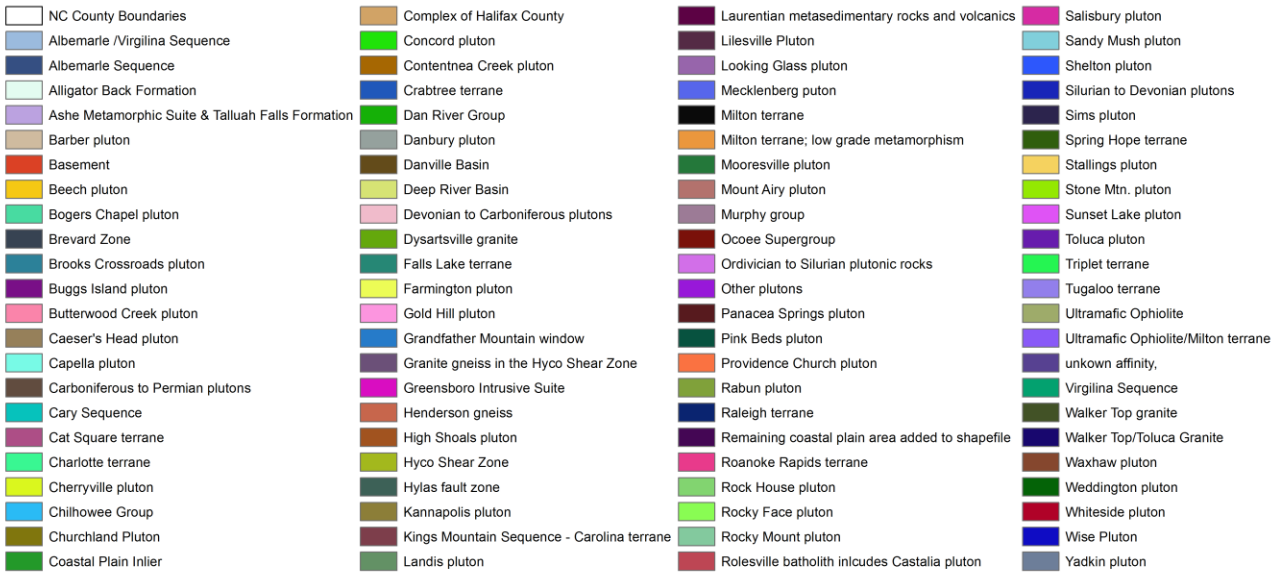 NC County Boundaries
Albemarle /Virgilina Sequence
Albemarle Sequence
Alligator Back Formation
Ashe Metamorphic Suite & Talluah Falls Formation
Barber pluton
Basement
Beech pluton
Bogers Chapel pluton
Brevard Zone
Brooks Crossroads pluton
Buggs Island pluton
Butterwood Creek pluton
Caeser's Head pluton
Capella pluton
Carboniferous to Permian plutons
Cary Sequence
Cat Square terrane
Charlotte terrane
Cherryville pluton
Chilhowee Group
Churchland Pluton
Coastal Plain Inlier
Complex of Halifax County
Concord pluton
Contentnea Creek pluton
Crabtree terrane
Dan River Group
Danbury pluton
Danville Basin
Deep River Basin
Devonian to Carboniferous plutons
Dysartsville granite
Falls Lake terrane
Farmington pluton
Gold Hill pluton
Grandfather Mountain window
Granite gneiss in the Hyco Shear Zone
Greensboro Intrusive Suite
Henderson gneiss
High Shoals pluton
Hyco Shear Zone
Hylas fault zone
Kannapolis pluton
Kings Mountain Sequence - Carolina terrane
Landis pluton
Laurentian metasedimentary rocks and volcanics
Lilesville Pluton
Looking Glass pluton
Mecklenberg puton
Milton terrane
Milton terrane; low grade metamorphism
Mooresville pluton
Mount Airy pluton
Murphy group
Ocoee Supergroup
Ordivician to Silurian plutonic rocks
Other plutons
Panacea Springs pluton
Pink Beds pluton
Providence Church pluton
Rabun pluton
Raleigh terrane
Remaining coastal plain area added to shapefile
Roanoke Rapids terrane
Rock House pluton
Rocky Face pluton
Rocky Mount pluton
Rolesville batholith inlcudes Castalia pluton
Salisbury pluton
Sandy Mush pluton
Shelton pluton
Silurian to Devonian plutons
Sims pluton
Spring Hope terrane
Stallings pluton
Stone Mtn. pluton
Sunset Lake pluton
Toluca pluton
Triplet terrane
Tugaloo terrane
Ultramafic Ophiolite
Ultramafic Ophiolite/Milton terrane
unkown affinity,
Virgilina Sequence
Walker Top granite
Walker Top/Toluca Granite
Waxhaw pluton
Weddington pluton
Whiteside pluton
Wise Pluton
Yadkin pluton